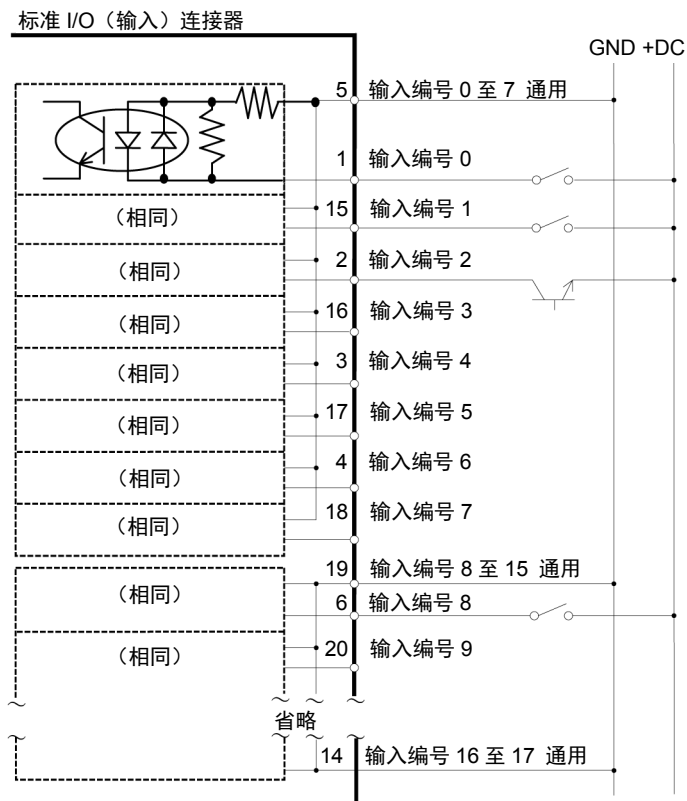 标准 I/O（输入）连接器
GND +DC
5 输入编号 0 至 7 通用
1 输入编号 0
（相同） 15 输入编号 1
（相同） 2 输入编号 2
（相同） 16 输入编号 3
（相同） 3 输入编号 4
（相同） 17 输入编号 5
（相同） 4 输入编号 6
（相同） 18 输入编号 7
19 输入编号 8 至 15 通用
（相同） 6 输入编号 8
（相同） 20 输入编号 9
省略
14 输入编号 16 至 17 通用